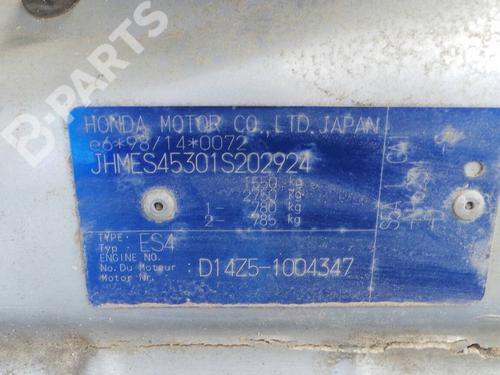 B-PARTS
HONDA MOTOR CO.,LTD.JAPAN
e6*98/14*0072
JHMES45301S202924
1550 kg
kg
1- 780 kg
2- 785 kg
TYPE:
Typ : ES4
ENGINE NO.
No.Du Moteur D14Z5-1004347
Motor Nr.